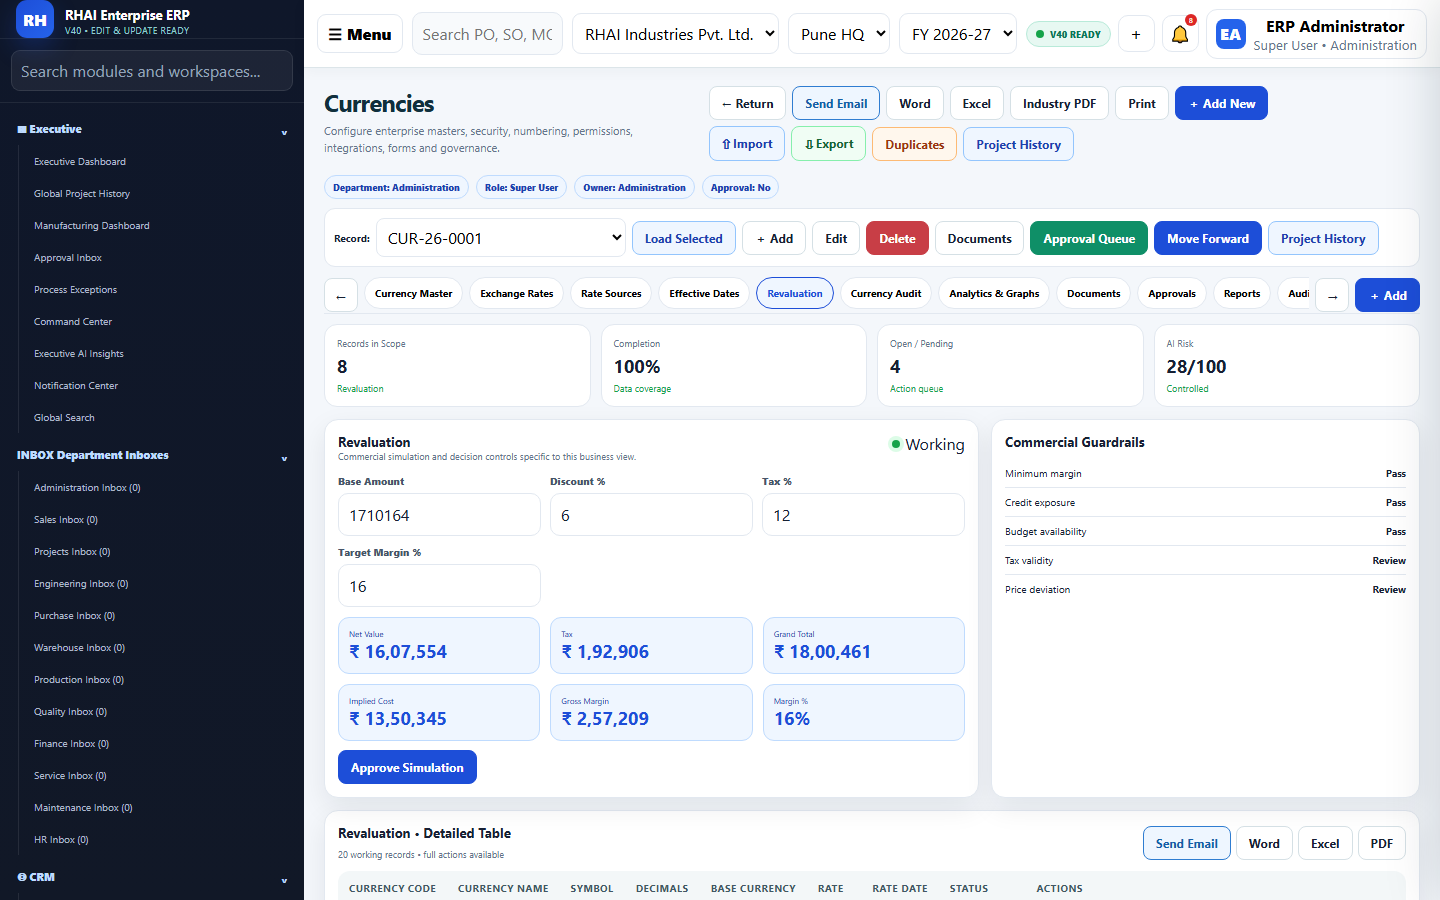 RH
RHAI Enterprise ERP
V40 • EDIT & UPDATE READY
Search modules and workspaces...
Executive
Executive Dashboard
Global Project History
Manufacturing Dashboard
Approval Inbox
Process Exceptions
Command Center
Executive AI Insights
Notification Center
Global Search
INBOX Department Inboxes
Administration Inbox (0)
Sales Inbox (0)
Projects Inbox (0)
Engineering Inbox (0)
Purchase Inbox (0)
Warehouse Inbox (0)
Production Inbox (0)
Quality Inbox (0)
Finance Inbox (0)
Service Inbox (0)
Maintenance Inbox (0)
HR Inbox (0)
CRM
☰ Menu
Search PO, SO, MC
RHAI Industries Pvt. Ltd.
Pune HQ
FY 2026-27
V40 READY
+
8
EA
ERP Administrator
Super User • Administration
Currencies
Configure enterprise masters, security, numbering, permissions,
integrations, forms and governance.
← Return
Send Email
Word
Excel
Industry PDF
Print
+ Add New
⇧ Import
⇩ Export
Duplicates
Project History
Department: Administration
Role: Super User
Owner: Administration
Approval: No
Record:
CUR-26-0001
Load Selected
+ Add
Edit
Delete
Documents
Approval Queue
Move Forward
Project History
←
Currency Master
Exchange Rates
Rate Sources
Effective Dates
Revaluation
Currency Audit
Analytics & Graphs
Documents
Approvals
Reports
Audi
→
+ Add
Records in Scope
8
Revaluation
Completion
100%
Data coverage
Open / Pending
4
Action queue
AI Risk
28/100
Controlled
Revaluation
Commercial simulation and decision controls specific to this business view.
Working
Base Amount
1710164
Discount %
6
Tax %
12
Target Margin %
16
Net Value
₹ 16,07,554
Tax
₹ 1,92,906
Grand Total
₹ 18,00,461
Implied Cost
₹ 13,50,345
Gross Margin
₹ 2,57,209
Margin %
16%
Approve Simulation
Commercial Guardrails
Minimum margin Pass
Credit exposure Pass
Budget availability Pass
Tax validity Review
Price deviation Review
Revaluation • Detailed Table
20 working records • full actions available
Send Email
Word
Excel
PDF
CURRENCY CODE CURRENCY NAME SYMBOL DECIMALS BASE CURRENCY RATE RATE DATE STATUS ACTIONS